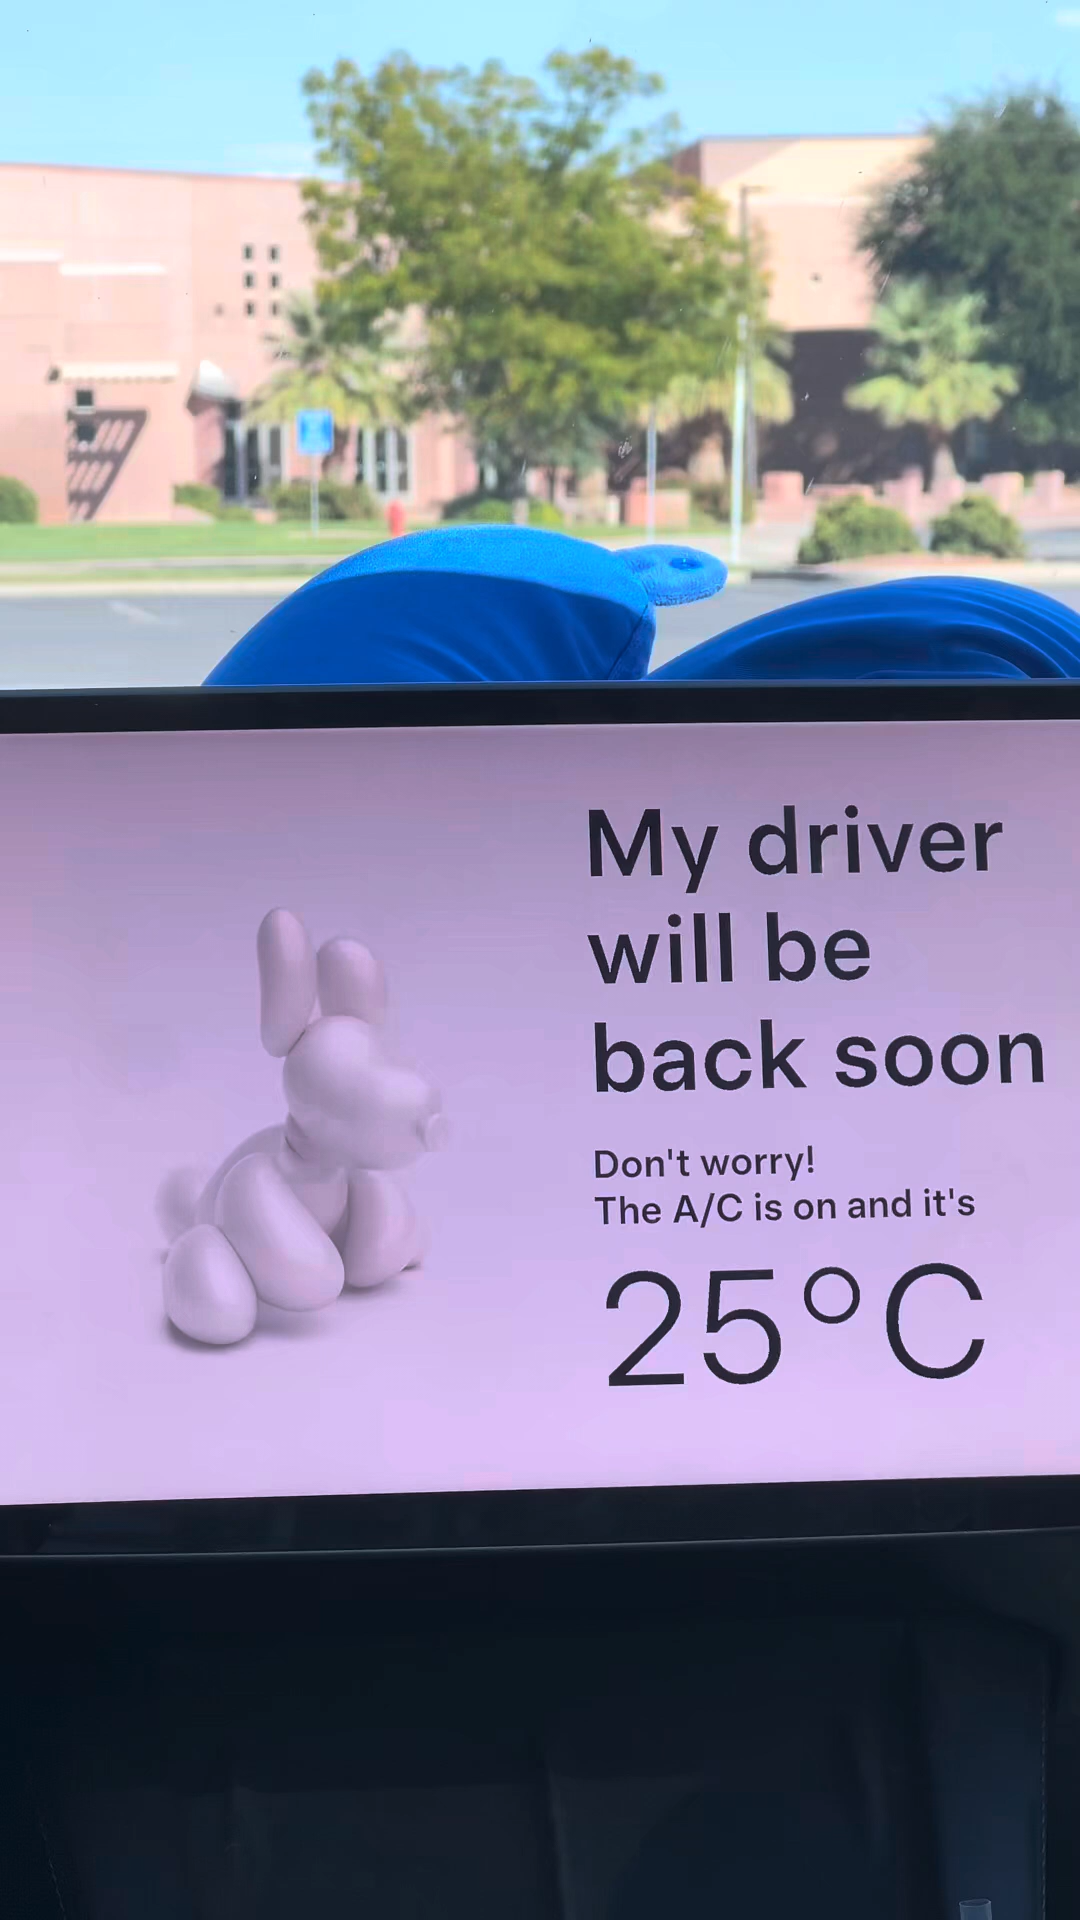 My driver
will be
back soon
Don't worry!
The A/C is on and it's
25°C